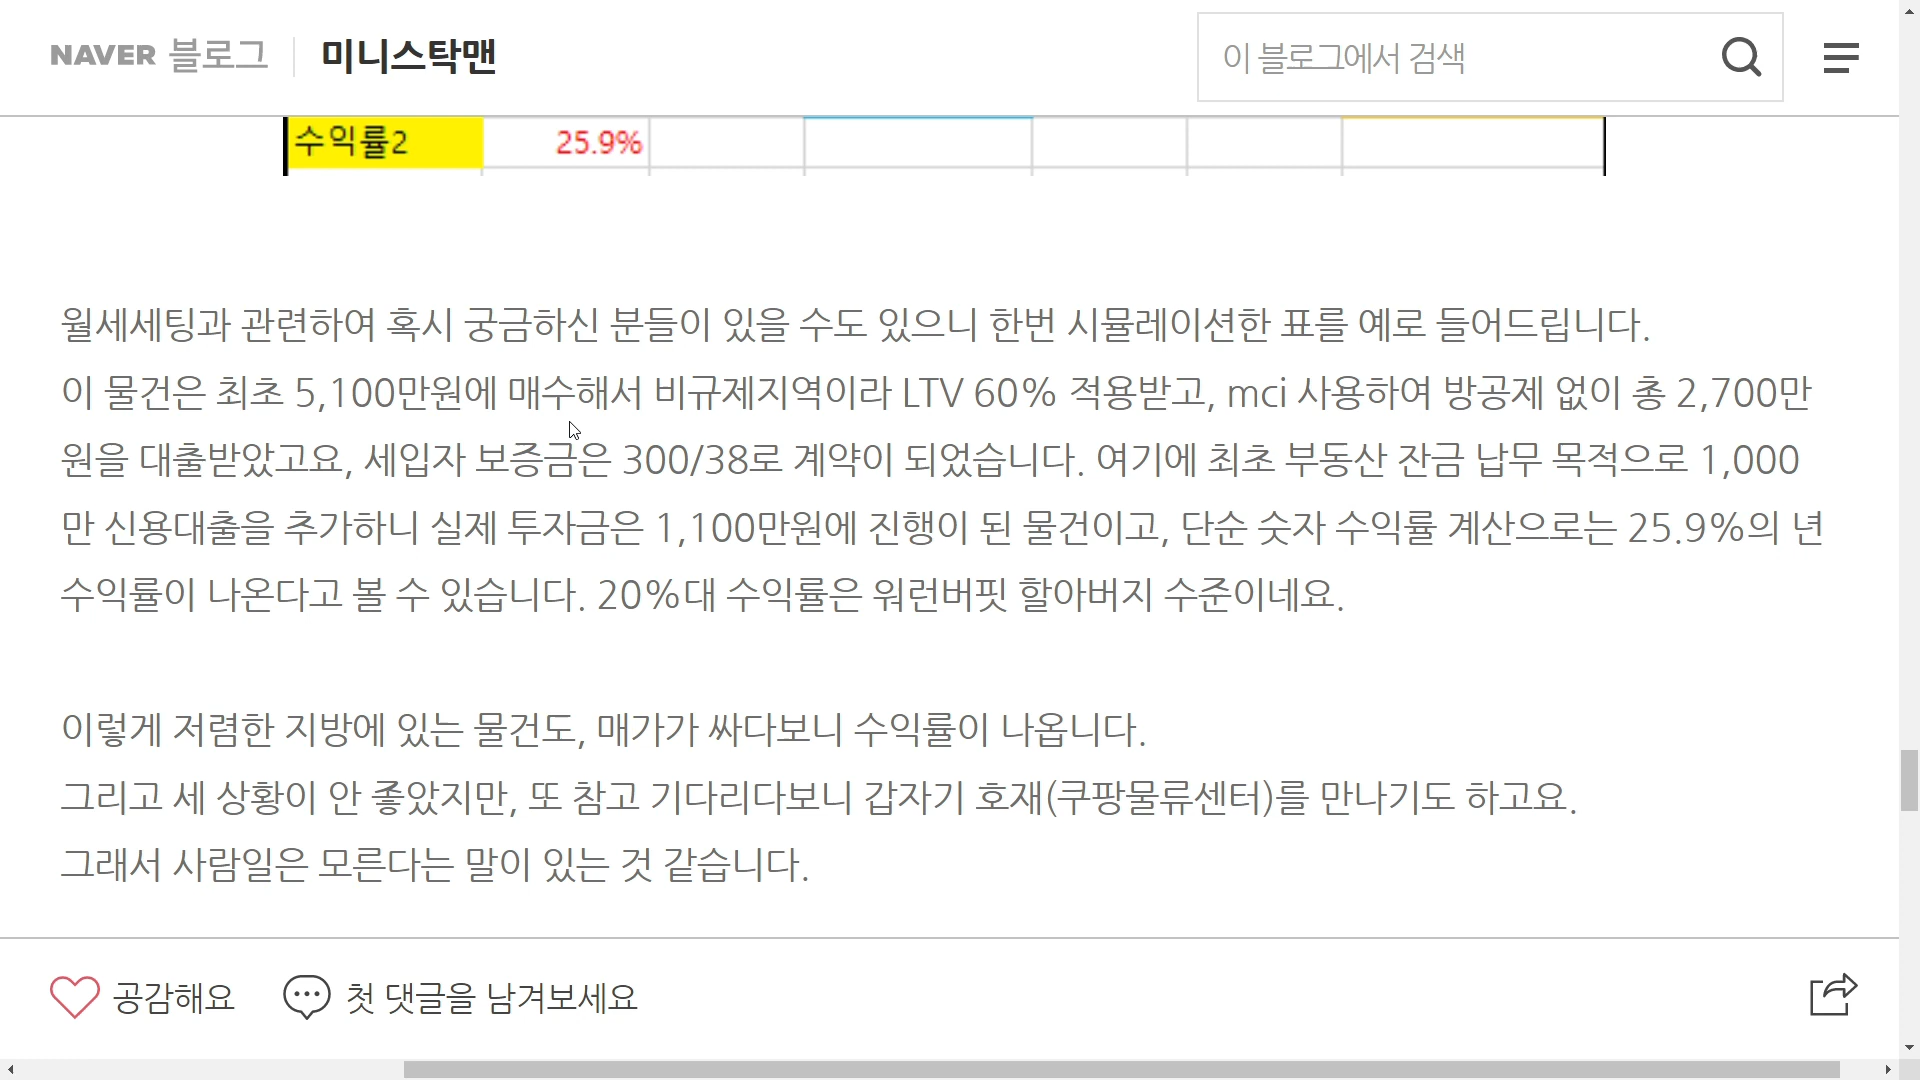 NAVER 블로그 미니스탁맨 이 블로그에서 검색
수익률2 25.9%
월세세팅과 관련하여 혹시 궁금하신 분들이 있을 수도 있으니 한번 시뮬레이션한 표를 예로 들어드립니다.
이 물건은 최초 5,100만원에 매수해서 비규제지역이라 LTV 60% 적용받고, mci 사용하여 방공제 없이 총 2,700만
원을 대출받았고요, 세입자 보증금은 300/38로 계약이 되었습니다. 여기에 최초 부동산 잔금 납무 목적으로 1,000
만 신용대출을 추가하니 실제 투자금은 1,100만원에 진행이 된 물건이고, 단순 숫자 수익률 계산으로는 25.9%의 년
수익률이 나온다고 볼 수 있습니다. 20%대 수익률은 워런버핏 할아버지 수준이네요.
이렇게 저렴한 지방에 있는 물건도, 매가가 싸다보니 수익률이 나옵니다.
그리고 세 상황이 안 좋았지만, 또 참고 기다리다보니 갑자기 호재(쿠팡물류센터)를 만나기도 하고요.
그래서 사람일은 모른다는 말이 있는 것 같습니다.
공감해요 첫 댓글을 남겨보세요